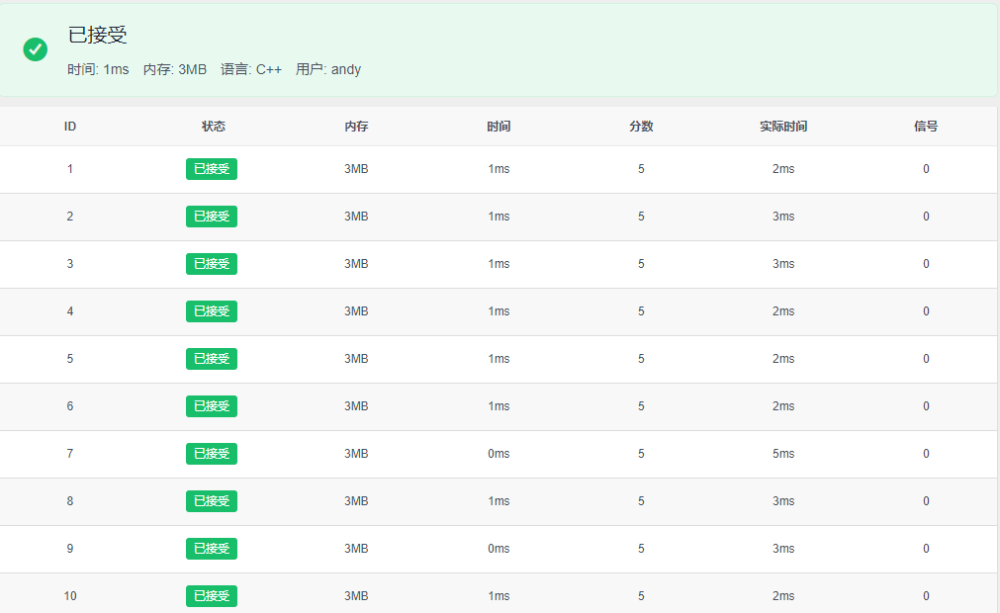 已接受
时间: 1ms 内存: 3MB 语言: C++ 用户: andy
ID 状态 内存 时间 分数 实际时间 信号
1 已接受 3MB 1ms 5 2ms 0
2 已接受 3MB 1ms 5 3ms 0
3 已接受 3MB 1ms 5 3ms 0
4 已接受 3MB 1ms 5 2ms 0
5 已接受 3MB 1ms 5 2ms 0
6 已接受 3MB 1ms 5 2ms 0
7 已接受 3MB 0ms 5 5ms 0
8 已接受 3MB 1ms 5 3ms 0
9 已接受 3MB 0ms 5 3ms 0
10 已接受 3MB 1ms 5 2ms 0